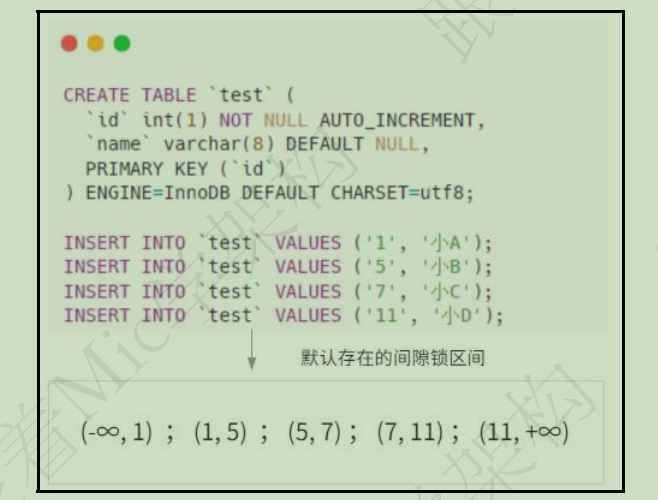 CREATE TABLE `test` (
`id` int(1) NOT NULL AUTO_INCREMENT,
`name` varchar(8) DEFAULT NULL,
PRIMARY KEY (`id`)
) ENGINE=InnoDB DEFAULT CHARSET=utf8;
INSERT INTO `test` VALUES ('1', '小A');
INSERT INTO `test` VALUES ('5', '小B');
INSERT INTO `test` VALUES ('7', '小C');
INSERT INTO `test` VALUES ('11', '小D');
默认存在的间隙锁区间
(-∞, 1) ； (1, 5) ； (5, 7)； (7, 11)； (11, +∞)